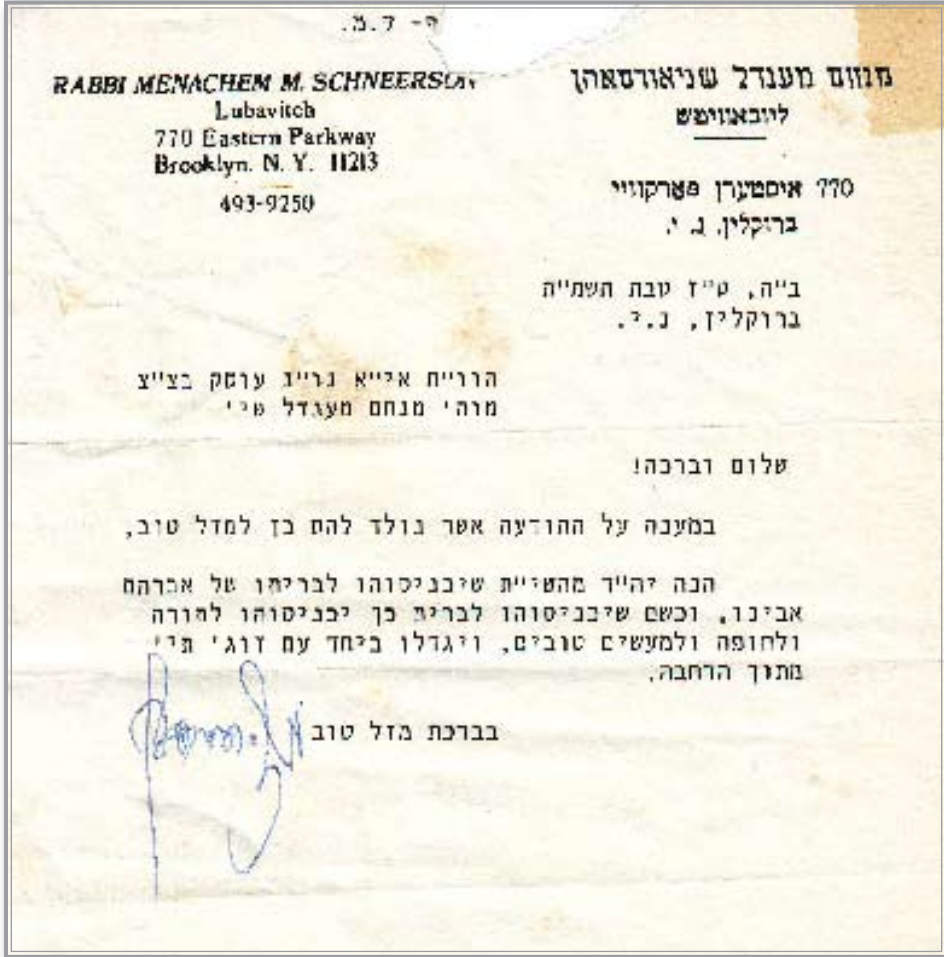 ה- ד.מ.
RABBI MENACHEM M. SCHNEERSON
Lubavitch
770 Eastern Parkway
Brooklyn. N. Y. 11213
493-9250
מנחם מענדל שניאורסאהן
ליובאוויטש
770 איסטערן פארקוויי
ברוקלין, נ. י.
ב"ה, ט"ז טבת תשמ"ה
ברוקלין, נ.י.
הוו"ח אי"א נו"נ עוסק בצ"צ
מוה' מנחם מענדל שי'
שלום וברכה!
במענה על ההודעה אשר נולד להם בן למזל טוב,
הנה יהי"ר מהשי"ת שיכניסוהו לבריתו של אברהם
אבינו, וכשם שיכניסוהו לברית כך יכניסוהו לתורה
ולחופה ולמעשים טובים, ויגדלו ביחד עם זוג' תי'
מתוך הרחבה.
בברכת מזל טוב